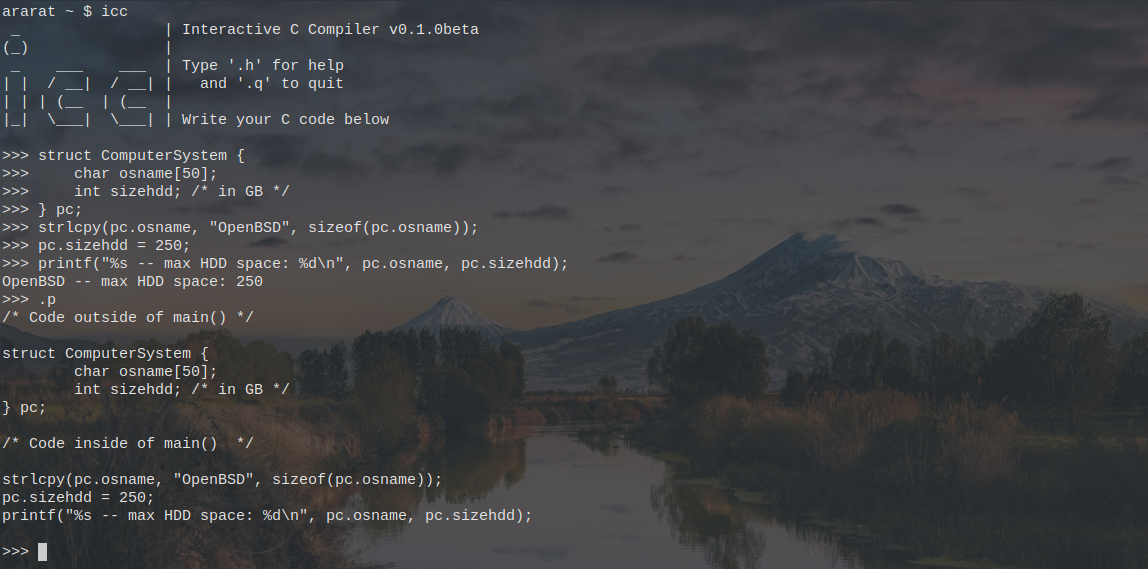 ararat ~ $ icc
 _                | Interactive C Compiler v0.1.0beta
(_)               |
 _    ___    ___  | Type '.h' for help
| |  / __|  / __| |   and '.q' to quit
| | | (__  | (__  |
|_|  \___|  \___| | Write your C code below

>>> struct ComputerSystem {
>>>     char osname[50];
>>>     int sizehdd; /* in GB */
>>> } pc;
>>> strlcpy(pc.osname, "OpenBSD", sizeof(pc.osname));
>>> pc.sizehdd = 250;
>>> printf("%s -- max HDD space: %d\n", pc.osname, pc.sizehdd);
OpenBSD -- max HDD space: 250
>>> .p
/* Code outside of main() */

struct ComputerSystem {
        char osname[50];
        int sizehdd; /* in GB */
} pc;

/* Code inside of main()  */

strlcpy(pc.osname, "OpenBSD", sizeof(pc.osname));
pc.sizehdd = 250;
printf("%s -- max HDD space: %d\n", pc.osname, pc.sizehdd);

>>>